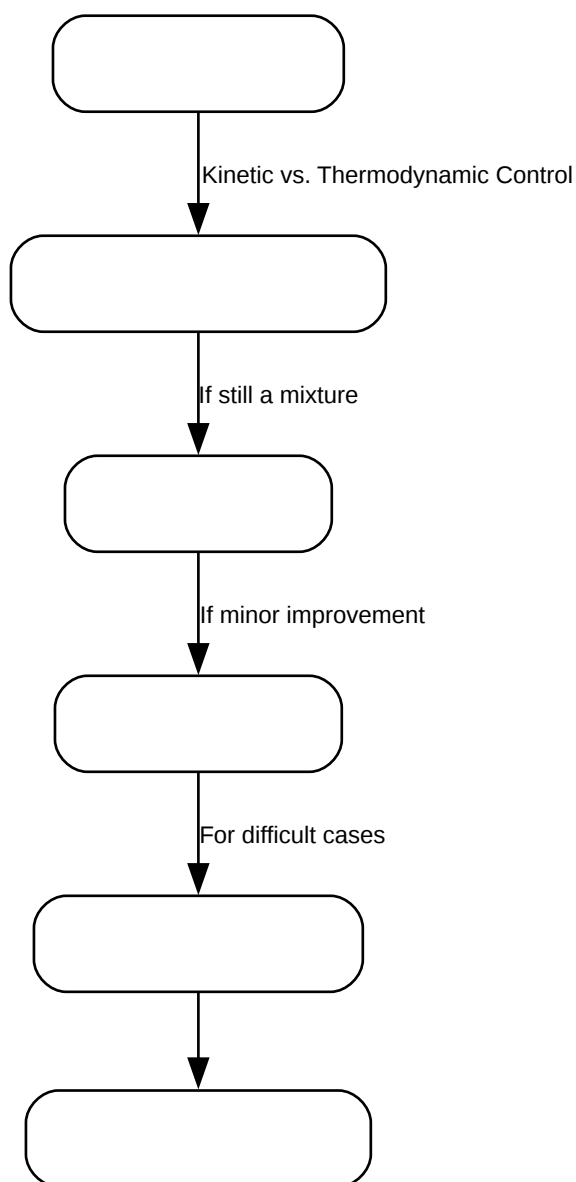 Kinetic vs. Thermodynamic Control
If still a mixture
If minor improvement
For difficult cases